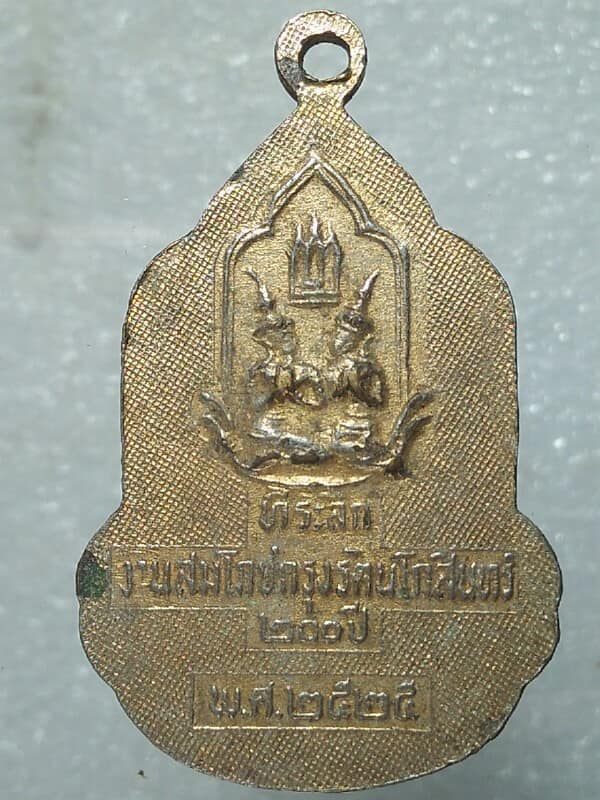 ที่ระลึก
งานสมโภชกรุงรัตนโกสินทร์
๒๐๐ปี
พ.ศ.๒๕๒๕